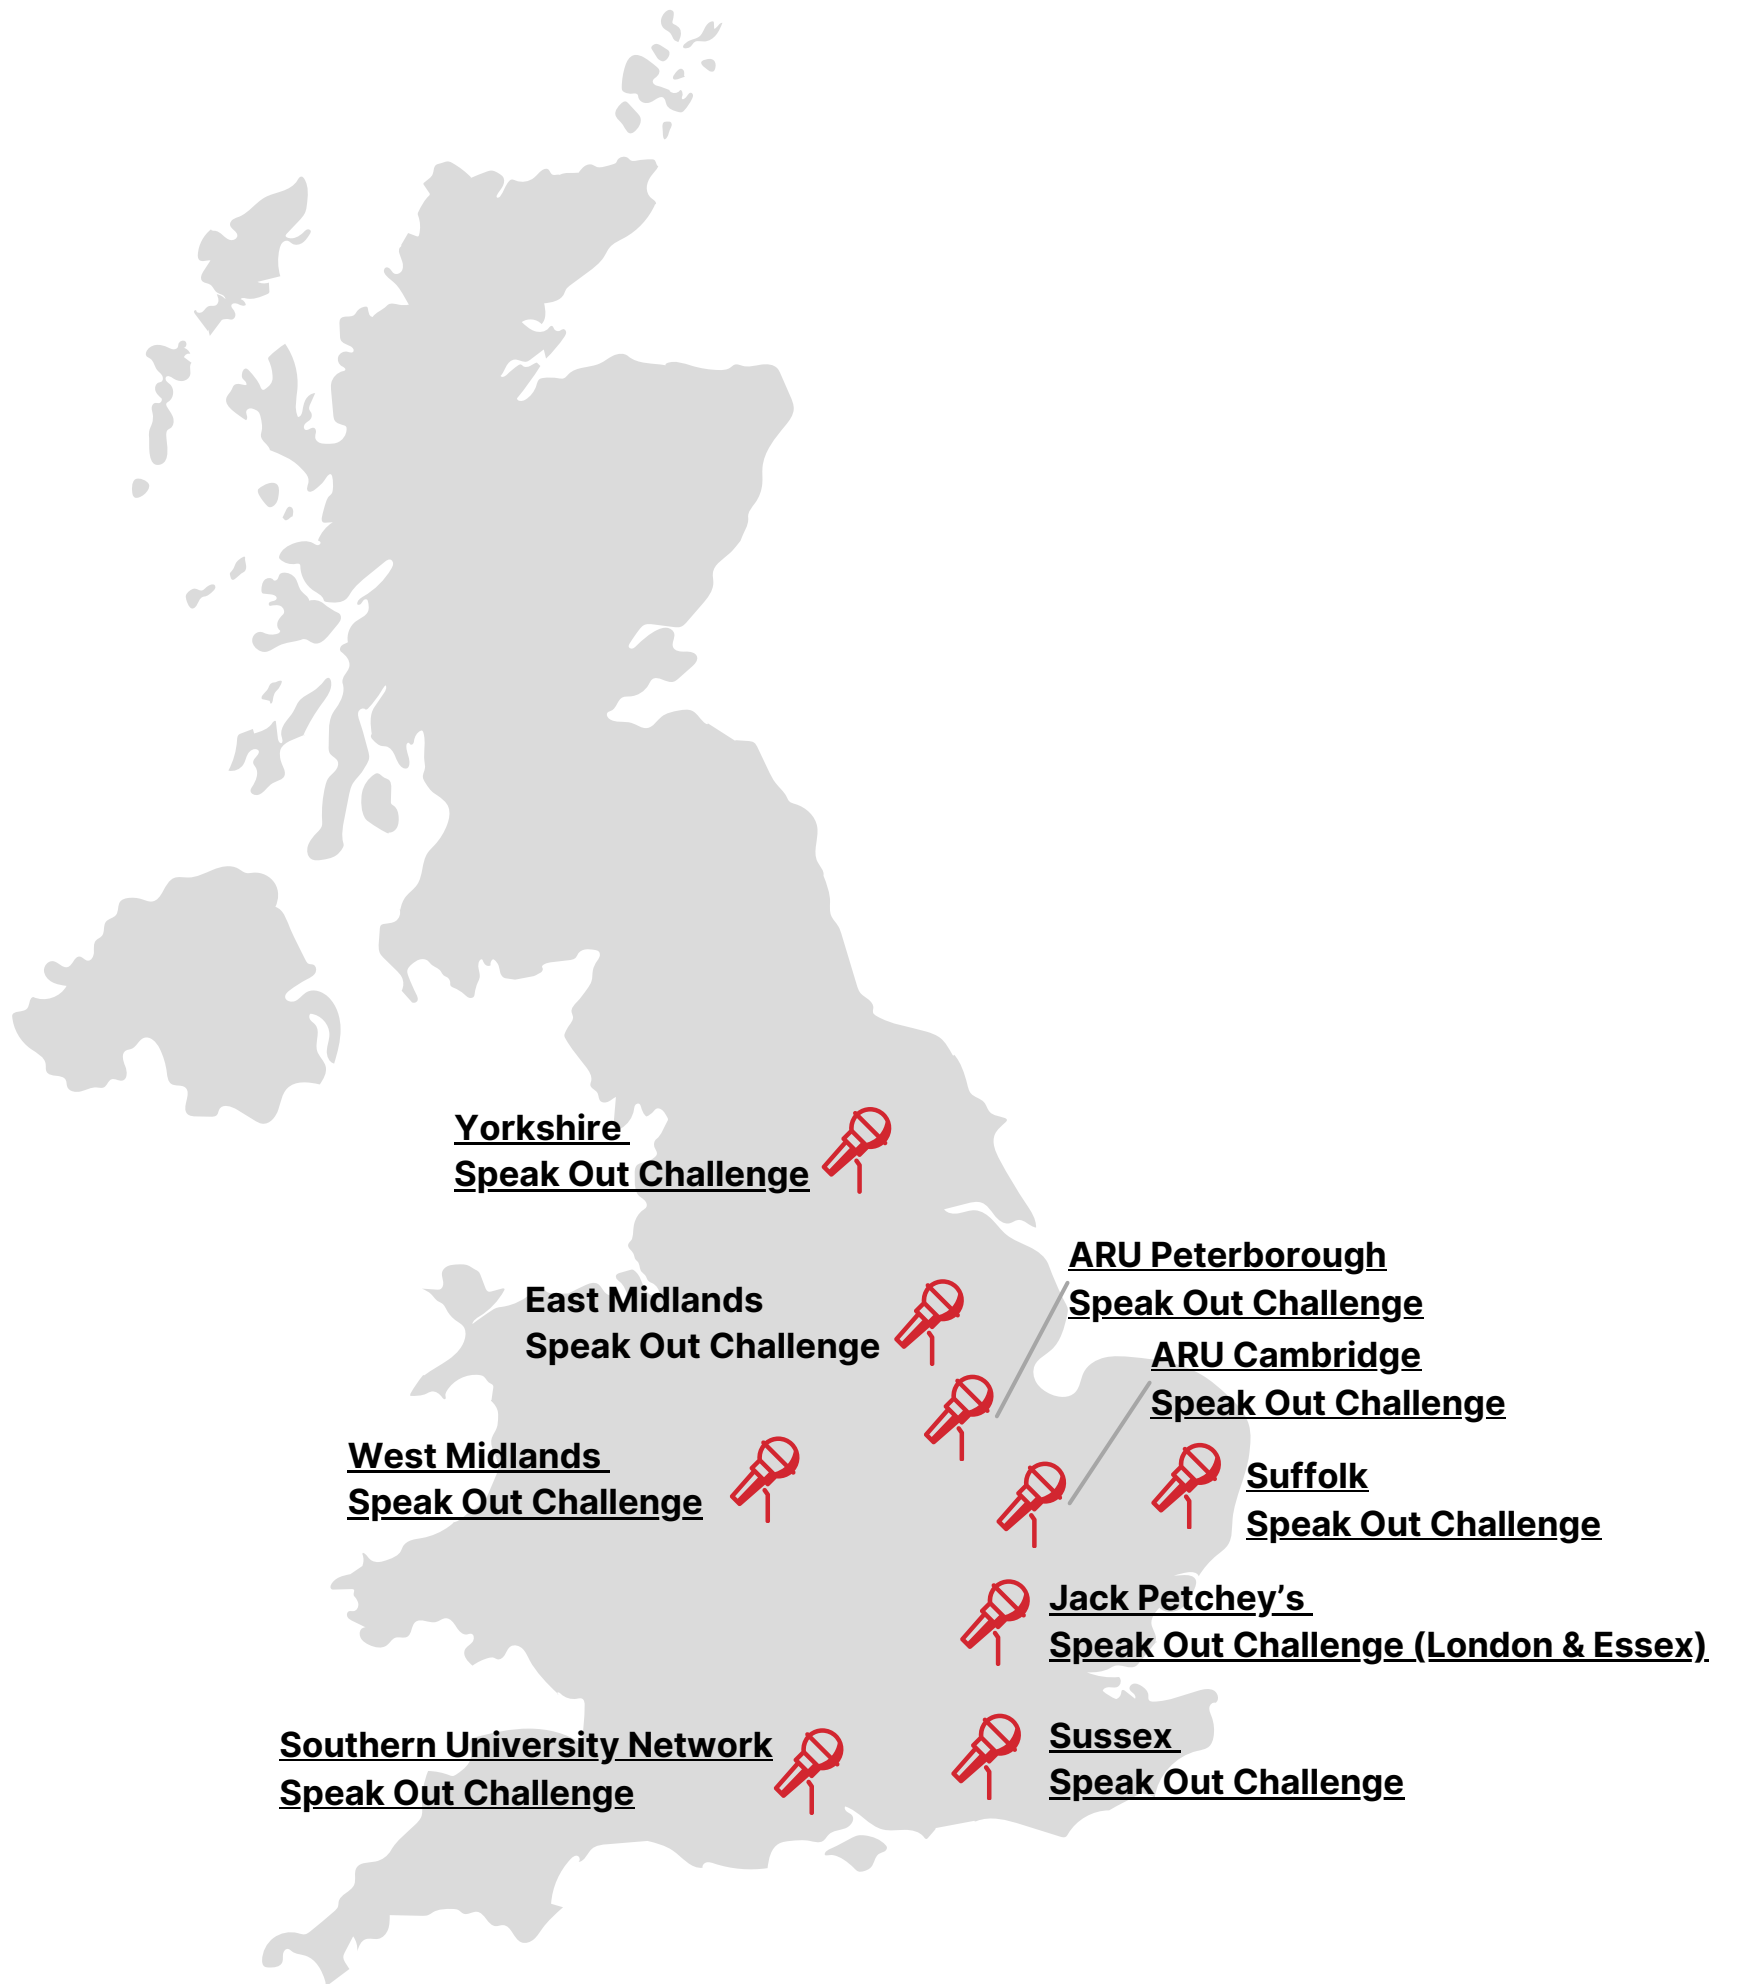 Yorkshire
Speak Out Challenge
ARU Peterborough
Speak Out Challenge
East Midlands
Speak Out Challenge
ARU Cambridge
Speak Out Challenge
West Midlands
Speak Out Challenge
Suffolk
Speak Out Challenge
Jack Petchey’s
Speak Out Challenge (London & Essex)
Southern University Network
Speak Out Challenge
Sussex
Speak Out Challenge